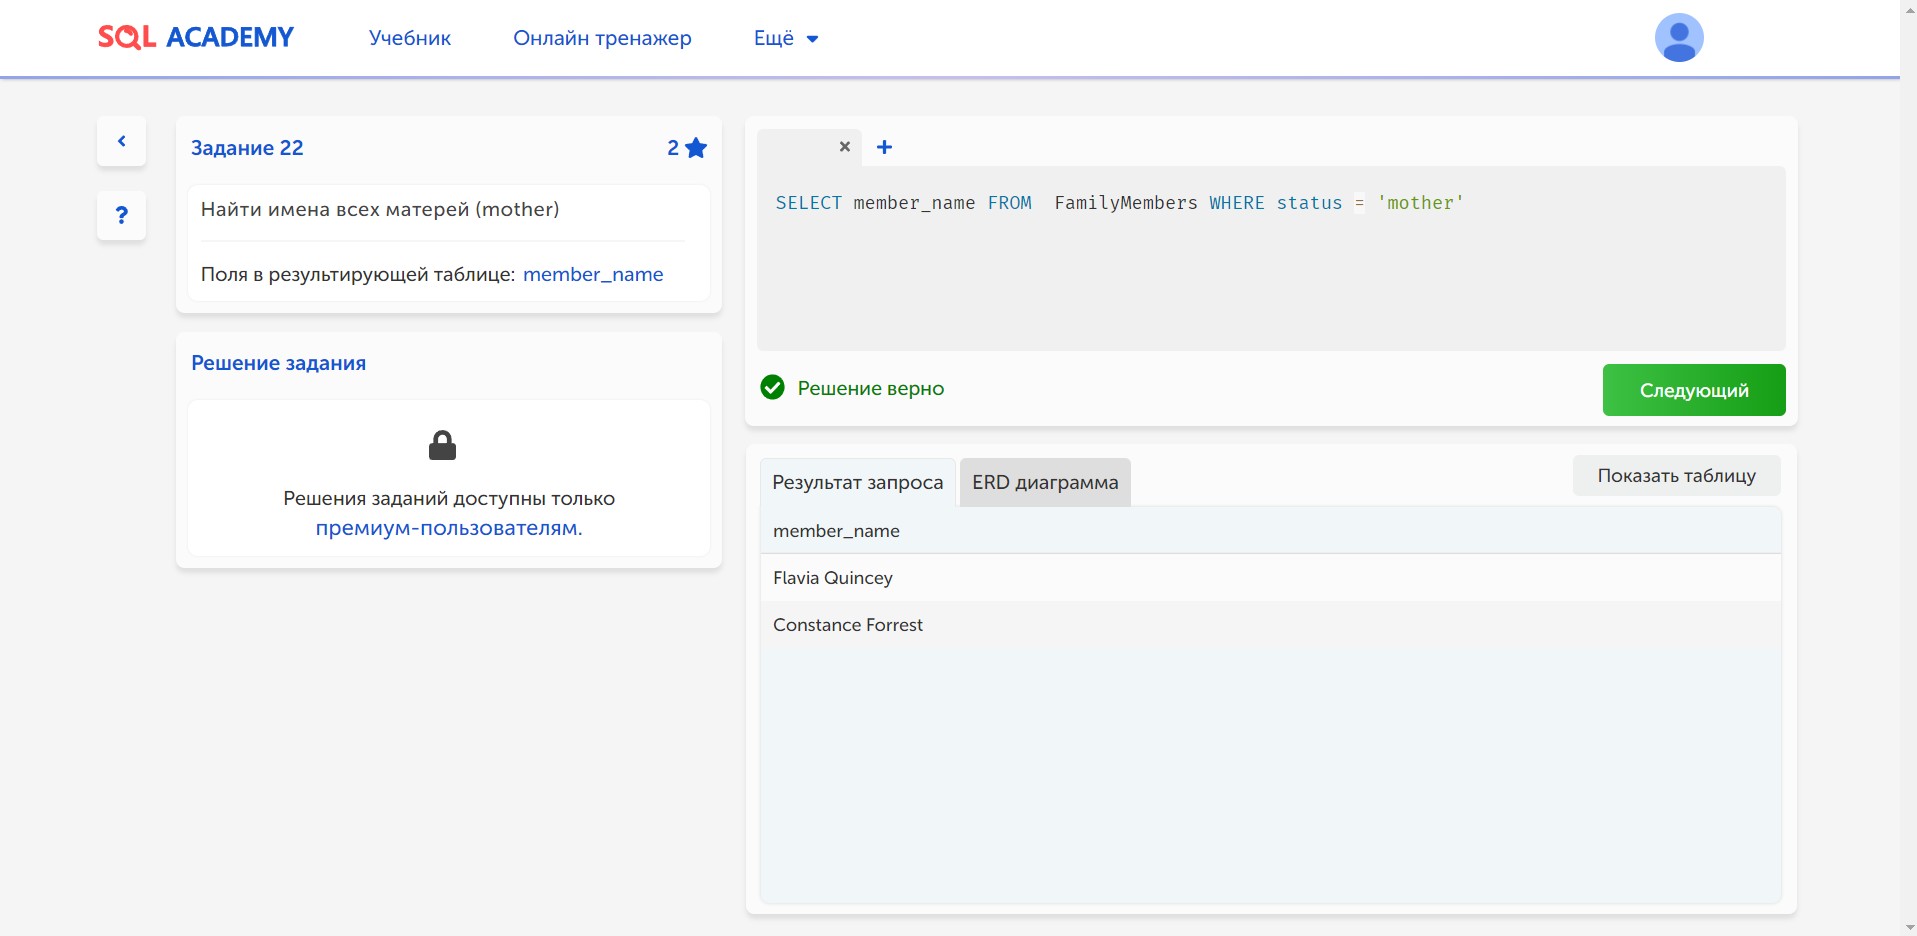 SQL ACADEMY
Учебник
Онлайн тренажер
Ещё
Задание 22
2
Найти имена всех матерей (mother)
Поля в результирующей таблице: member_name
Решение задания
Решения заданий доступны только
премиум-пользователям.
SELECT member_name FROM  FamilyMembers WHERE status = 'mother'
Решение верно
Следующий
Результат запроса
ERD диаграмма
Показать таблицу
member_name
Flavia Quincey
Constance Forrest